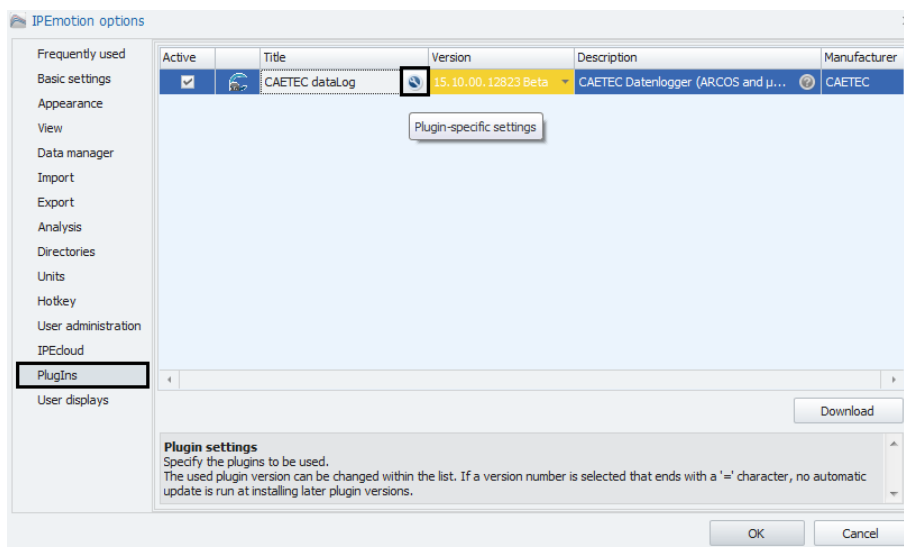 IPEmotion options
Frequently used
Basic settings
Appearance
View
Data manager
Import
Export
Analysis
Directories
Units
Hotkey
User administration
IPEcloud
PlugIns
User displays
Active Title Version Description Manufacturer
CAETEC dataLog 15.10.00.12823 Beta CAETEC Datenlogger (ARCOS and µ... CAETEC
Plugin-specific settings
Download
Plugin settings
Specify the plugins to be used.
The used plugin version can be changed within the list. If a version number is selected that ends with a '=' character, no automatic
update is run at installing later plugin versions.
OK Cancel